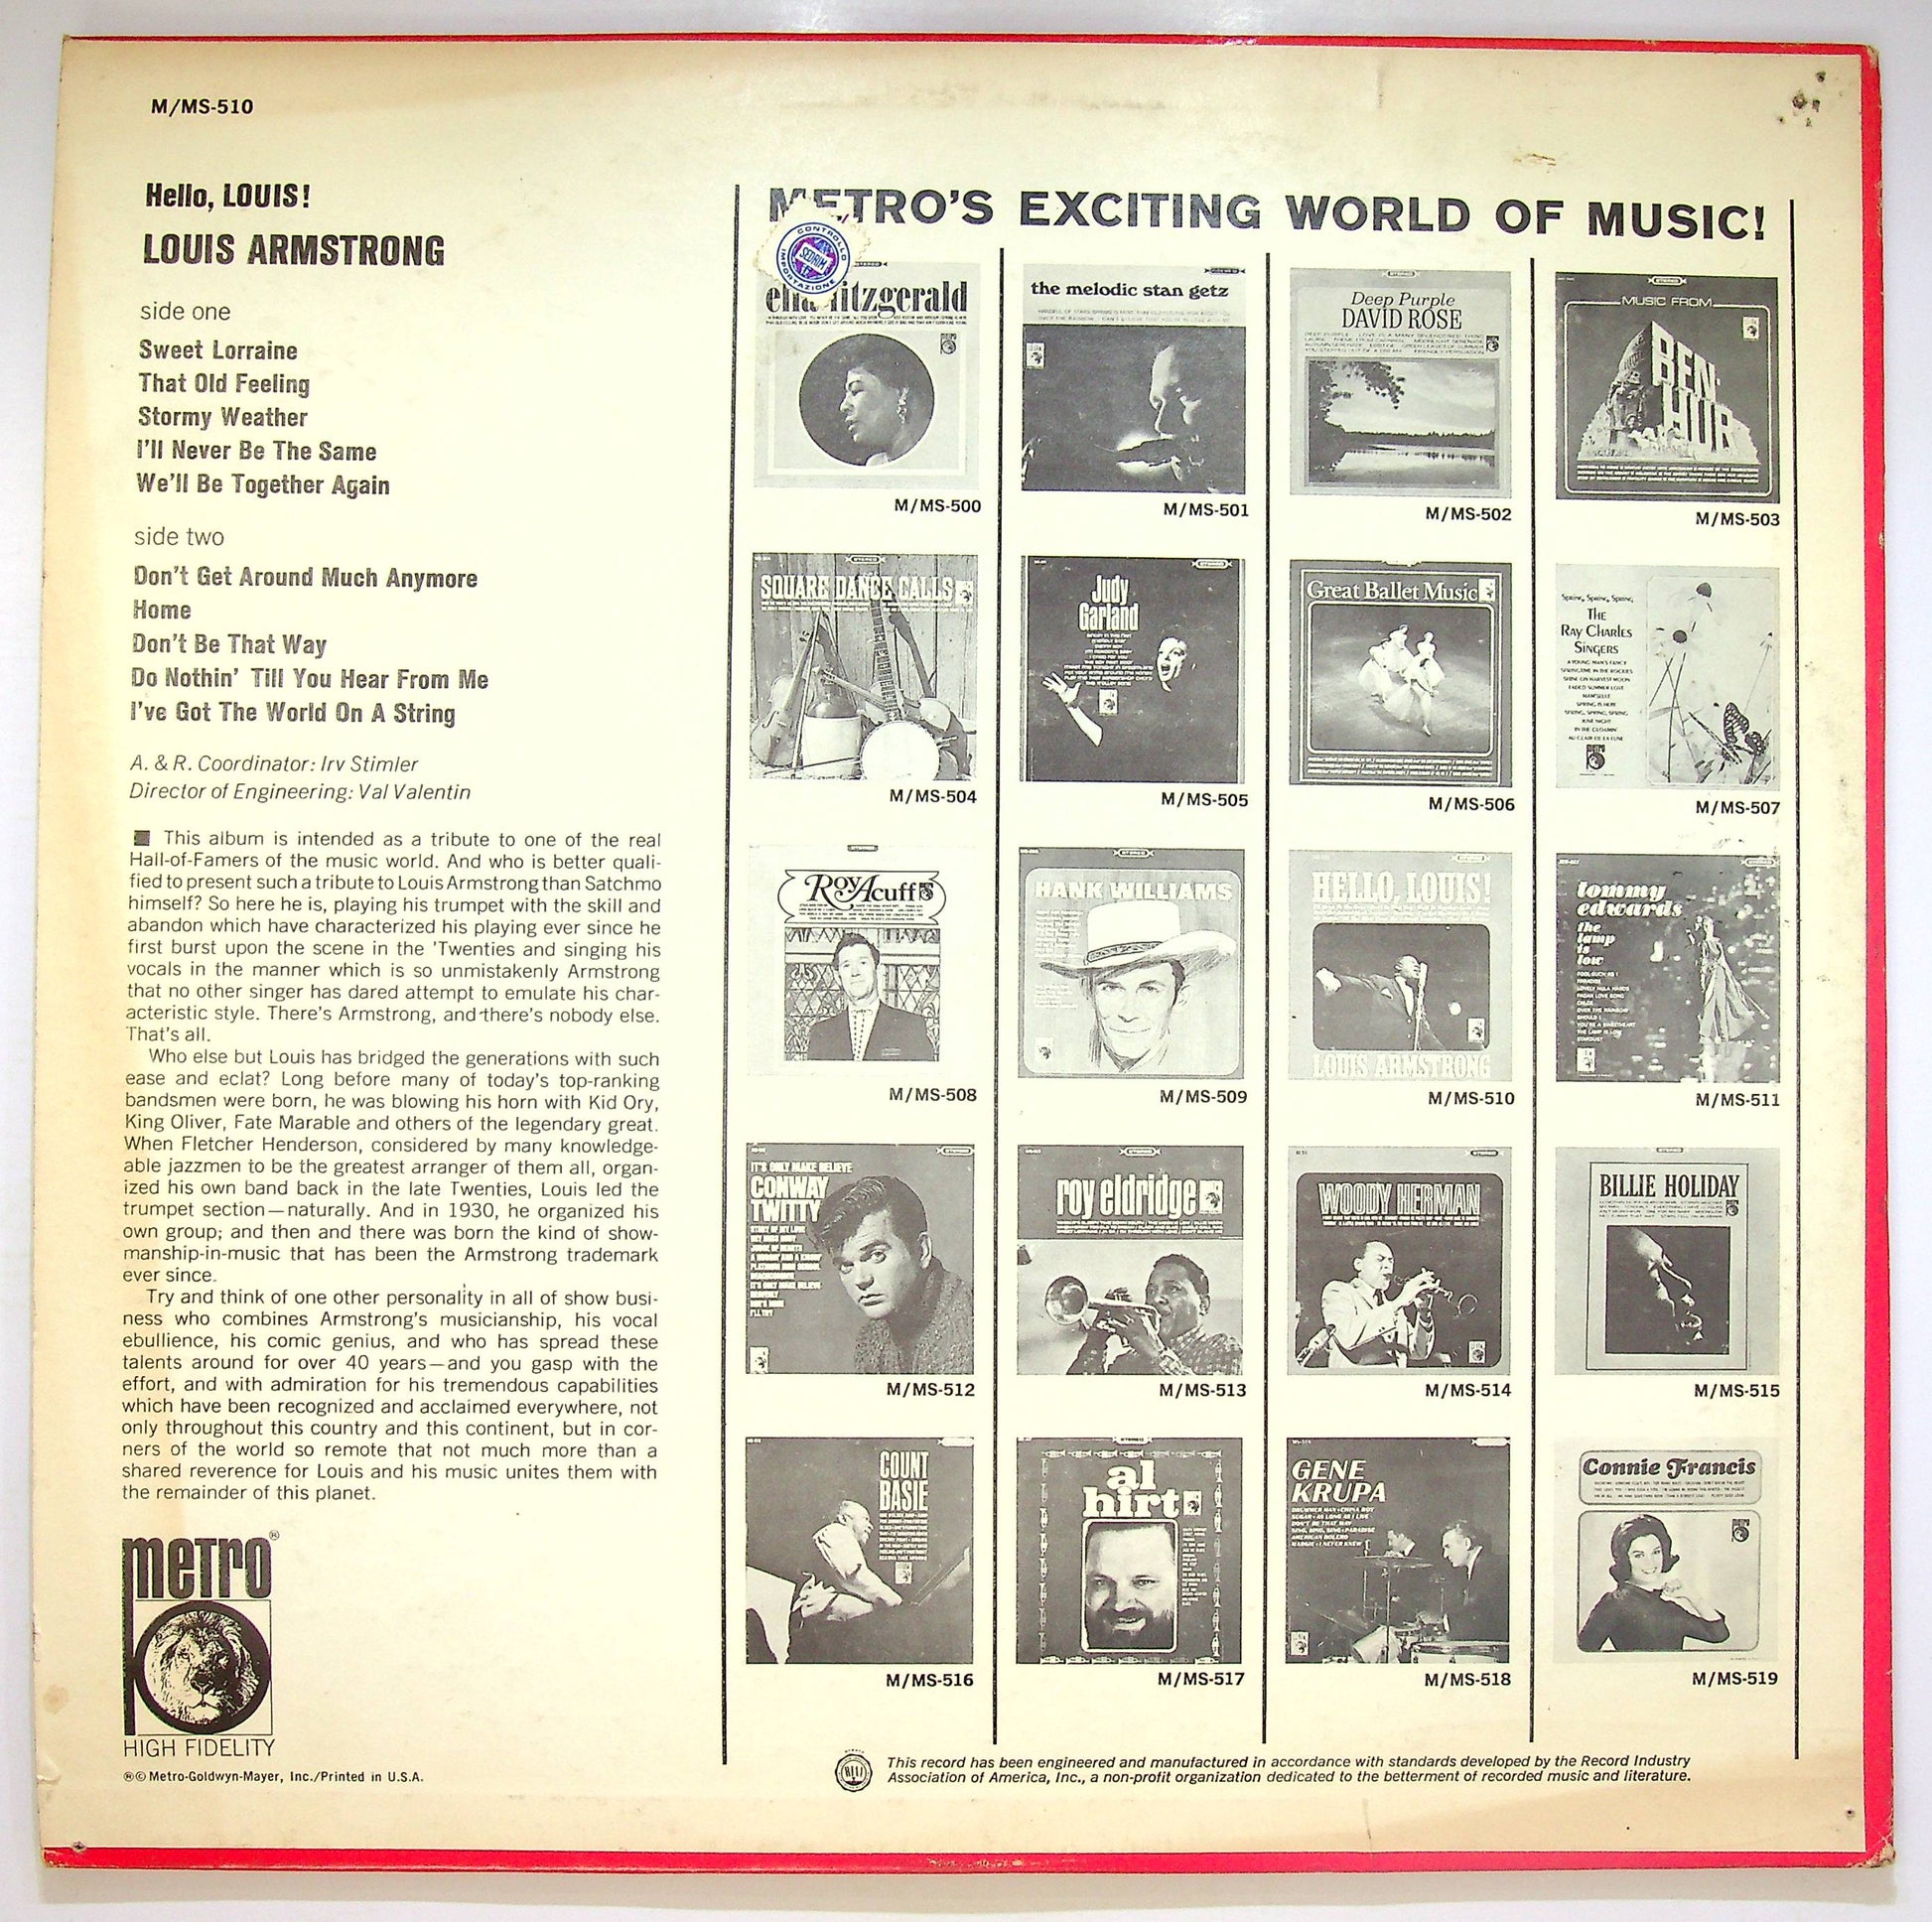 M/MS-510
Hello, LOUIS!
LOUIS ARMSTRONG
side one
Sweet Lorraine
That Old Feeling
Stormy Weather
I'll Never Be The Same
We'll Be Together Again
side two
Don't Get Around Much Anymore
Home
Don't Be That Way
Do Nothin' Till You Hear From Me
I've Got The World On A String
A. & R. Coordinator: Irv Stimler
Director of Engineering: Val Valentin
This album is intended as a tribute to one of the real
Hall-of-Famers of the music world. And who is better quali-
fied to present such a tribute to Louis Armstrong than Satchmo
himself? So here he is, playing his trumpet with the skill and
abandon which have characterized his playing ever since he
first burst upon the scene in the 'Twenties and singing his
vocals in the manner which is so unmistakenly Armstrong
that no other singer has dared attempt to emulate his char-
acteristic style. There's Armstrong, and there's nobody else.
That's all.
Who else but Louis has bridged the generations with such
ease and eclat? Long before many of today's top-ranking
bandsmen were born, he was blowing his horn with Kid Ory,
King Oliver, Fate Marable and others of the legendary great.
When Fletcher Henderson, considered by many knowledge-
able jazzmen to be the greatest arranger of them all, organ-
ized his own band back in the late Twenties, Louis led the
trumpet section—naturally. And in 1930, he organized his
own group; and then and there was born the kind of show-
manship-in-music that has been the Armstrong trademark
ever since.
Try and think of one other personality in all of show busi-
ness who combines Armstrong's musicianship, his vocal
ebullience, his comic genius, and who has spread these
talents around for over 40 years—and you gasp with the
effort, and with admiration for his tremendous capabilities
which have been recognized and acclaimed everywhere, not
only throughout this country and this continent, but in cor-
ners of the world so remote that not much more than a
shared reverence for Louis and his music unites them with
the remainder of this planet.
metro®
HIGH FIDELITY
®© Metro-Goldwyn-Mayer, Inc./Printed in U.S.A.
METRO'S EXCITING WORLD OF MUSIC!
CONTROLLO
SEDRIM
IMPORTAZIONE
ella fitzgerald
M/MS-500
the melodic stan getz
M/MS-501
Deep Purple
DAVID ROSE
M/MS-502
MUSIC FROM
BEN-
HUR
M/MS-503
SQUARE DANCE CALLS
M/MS-504
Judy
Garland
M/MS-505
Great Ballet Music
M/MS-506
Spring, Spring, Spring,
THE
RAY CHARLES
SINGERS
M/MS-507
Roy Acuff
M/MS-508
HANK WILLIAMS
M/MS-509
HELLO, LOUIS!
LOUIS ARMSTRONG
M/MS-510
tommy
edwards
the
lamp
is
low
M/MS-511
IT'S ONLY MAKE BELIEVE
CONWAY
TWITTY
M/MS-512
roy eldridge
M/MS-513
WOODY HERMAN
M/MS-514
BILLIE HOLIDAY
M/MS-515
COUNT
BASIE
M/MS-516
al
hirt
M/MS-517
GENE
KRUPA
M/MS-518
Connie Francis
M/MS-519
This record has been engineered and manufactured in accordance with standards developed by the Record Industry
Association of America, Inc., a non-profit organization dedicated to the betterment of recorded music and literature.